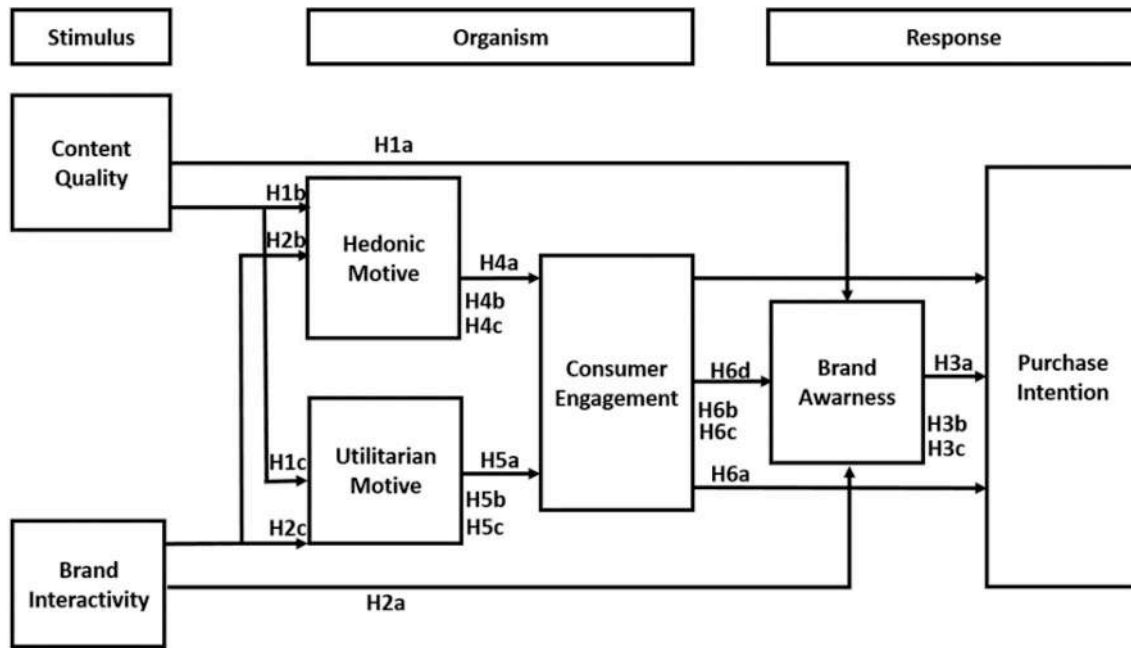 Stimulus
Organism
Response
Content
Quality
H1a
H1b
H2b
Hedonic
Motive
H4a
H4b
H4c
Consumer
Engagement
H6d
H6b
H6c
Brand
Awarness
H3a
H3b
H3c
Purchase
Intention
H1c
Utilitarian
Motive
H5a
H5b
H5c
H6a
H2c
Brand
Interactivity
H2a